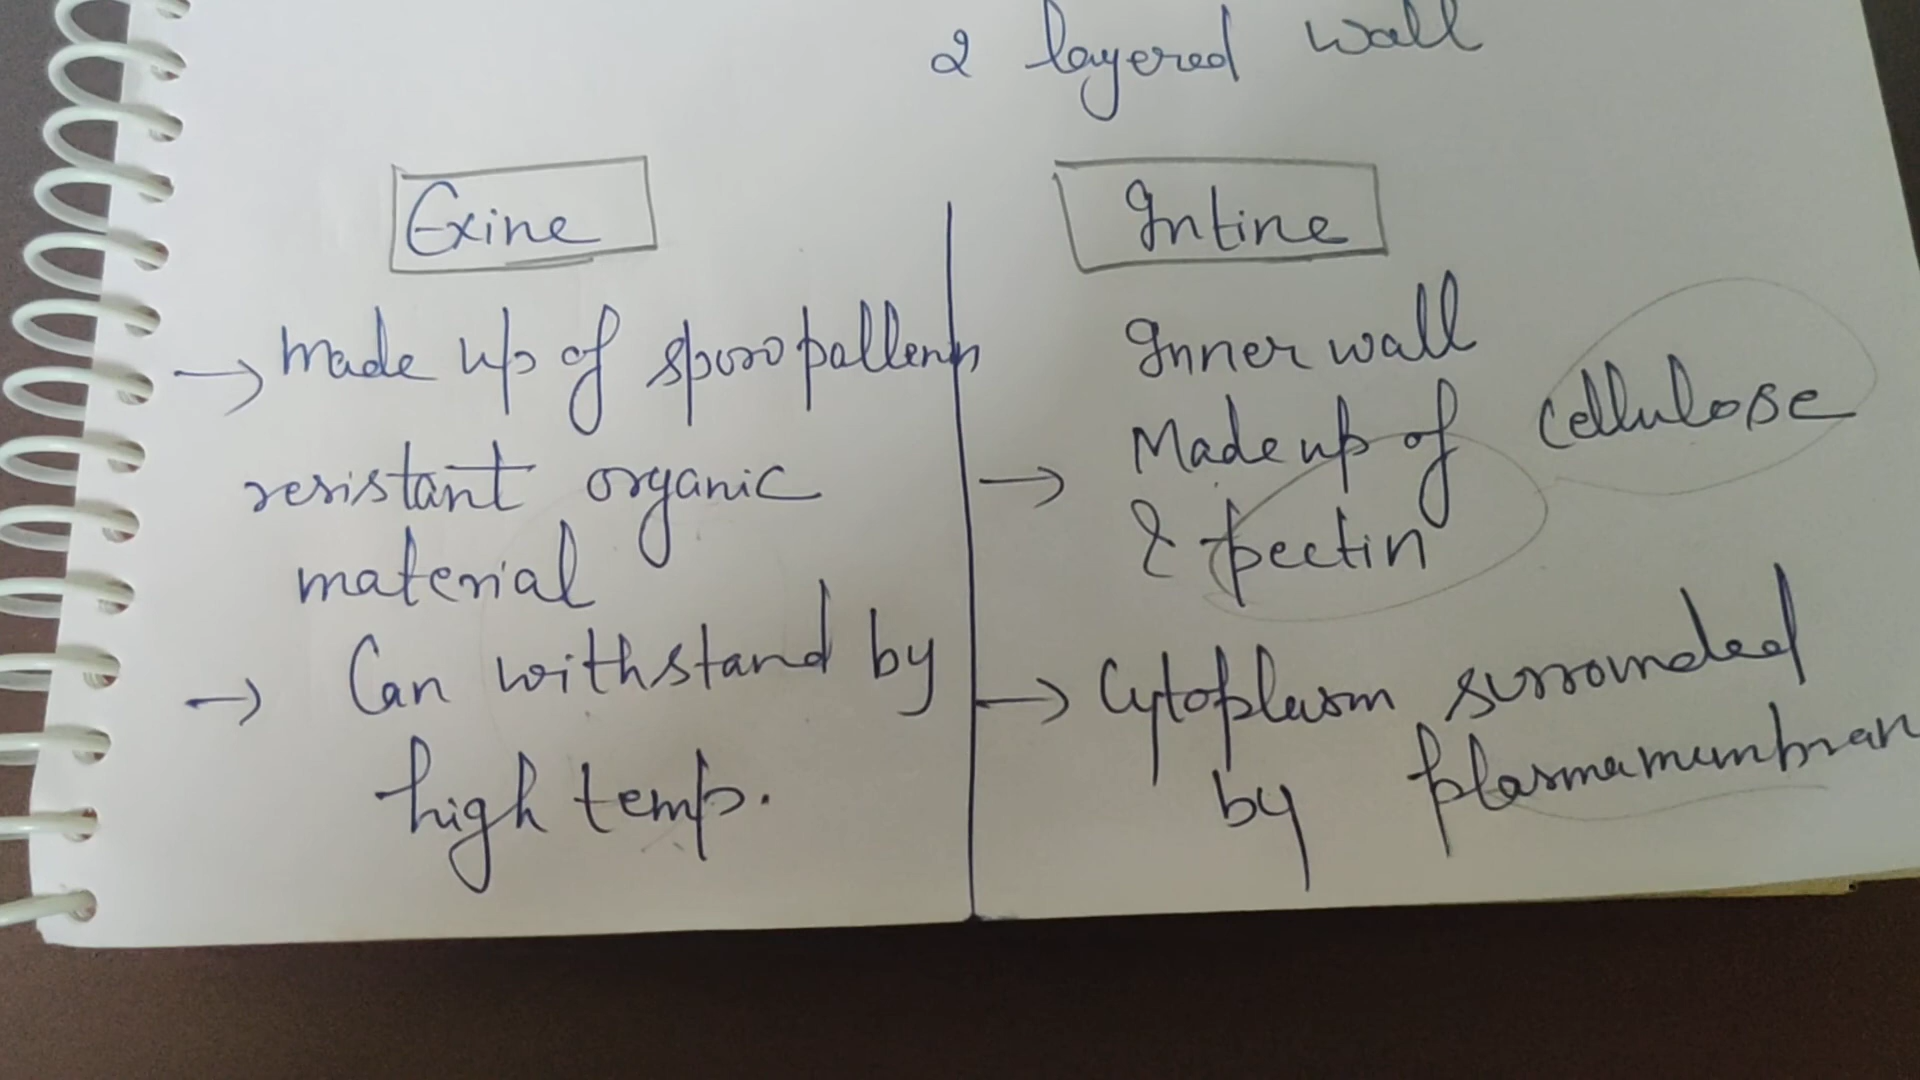 2 layered wall
Exine
→ made up of sporopollenin
resistant organic
material
→ Can withstand by
high temp.
Intine
Inner wall
→ Made up of cellulose
& pectin
→ Cytoplasm surrounded
by plasmamumbran